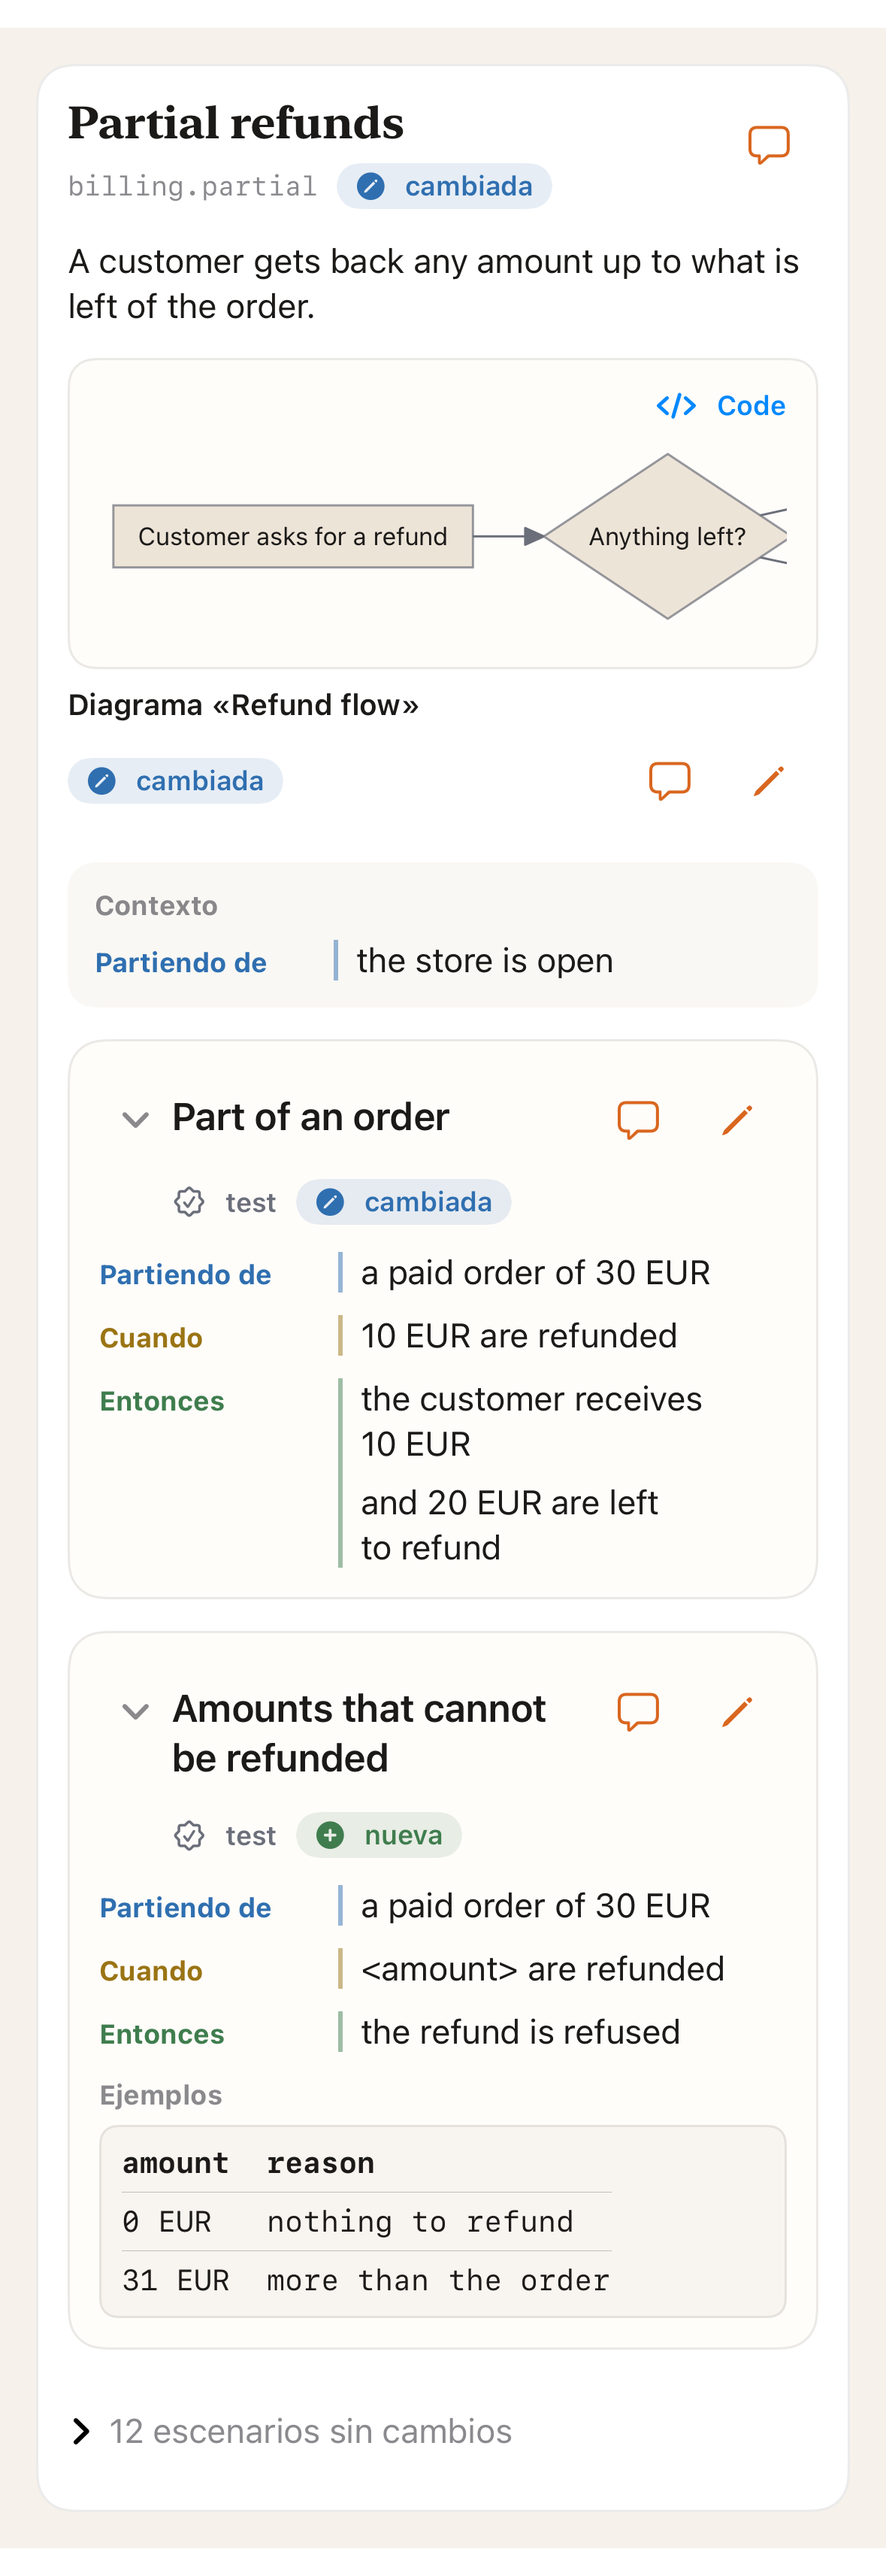 Partial refunds
billing.partial cambiada
A customer gets back any amount up to what is
left of the order.
</> Code
Customer asks for a refund
Anything left?
Diagrama «Refund flow»
cambiada
Contexto
Partiendo de the store is open
Part of an order
test cambiada
Partiendo de a paid order of 30 EUR
Cuando 10 EUR are refunded
Entonces the customer receives
10 EUR
and 20 EUR are left
to refund
Amounts that cannot
be refunded
test nueva
Partiendo de a paid order of 30 EUR
Cuando <amount> are refunded
Entonces the refund is refused
Ejemplos
amount reason
0 EUR nothing to refund
31 EUR more than the order
12 escenarios sin cambios